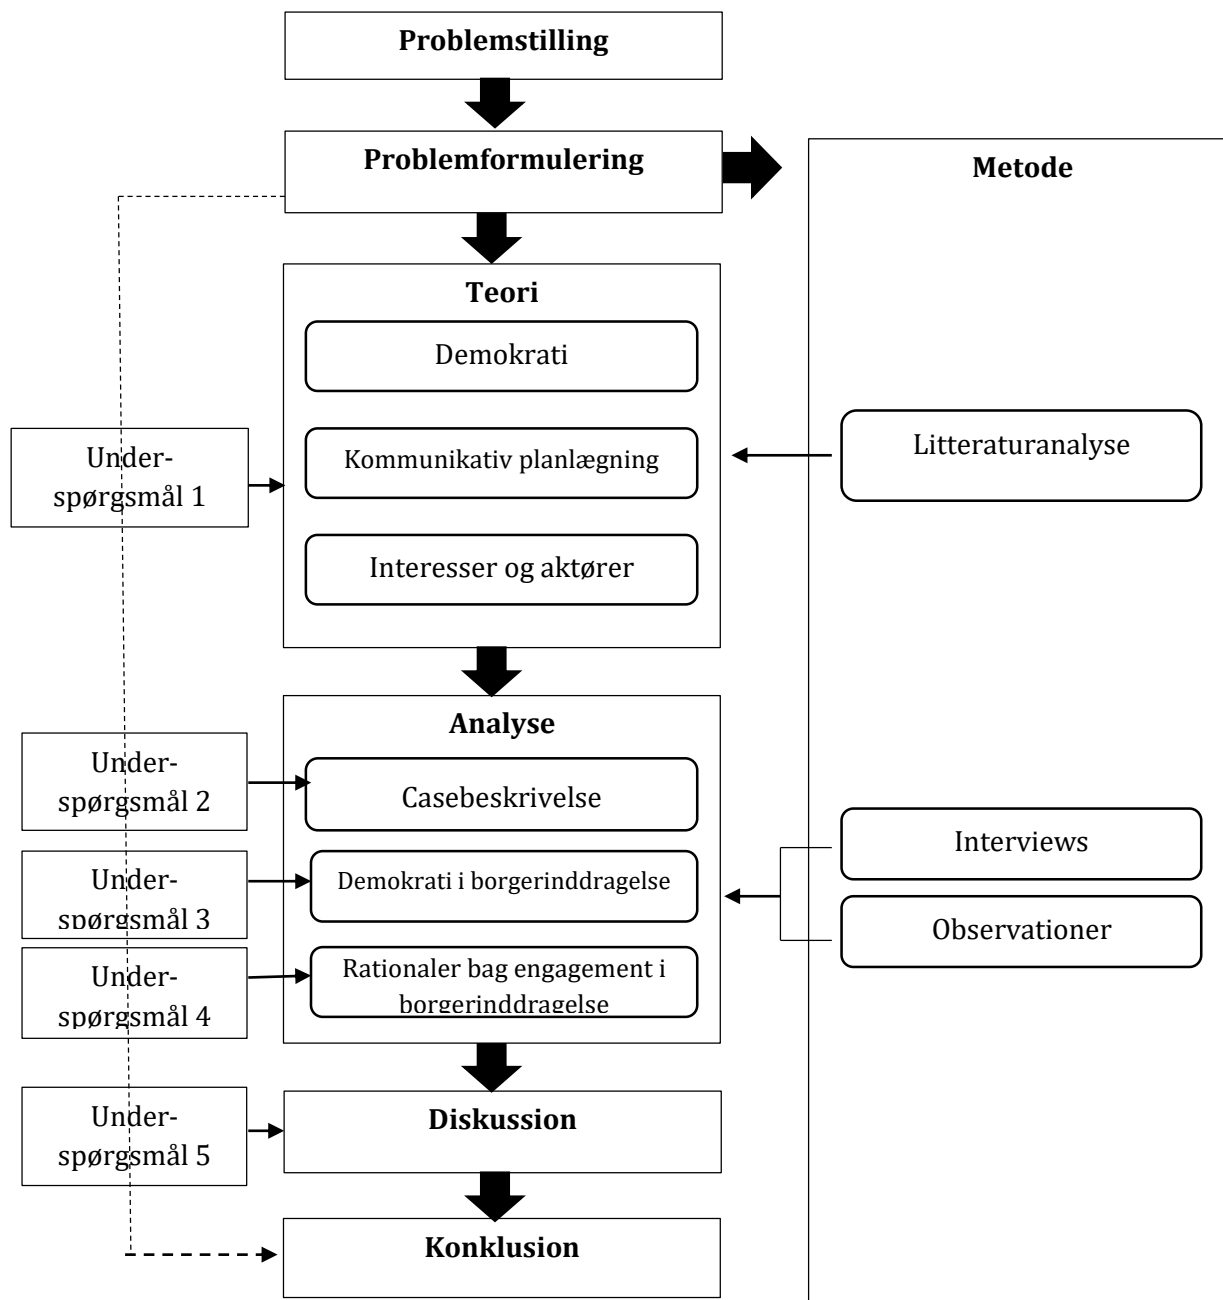 Problemstilling
Problemformulering
Metode
Teori
Demokrati
Under-
spørgsmål 1
Kommunikativ planlægning
Litteraturanalyse
Interesser og aktører
Analyse
Under-
spørgsmål 2
Casebeskrivelse
Under-
spørgsmål 3
Demokrati i borgerinddragelse
Interviews
Observationer
Under-
spørgsmål 4
Rationaler bag engagement i
borgerinddragelse
Under-
spørgsmål 5
Diskussion
Konklusion